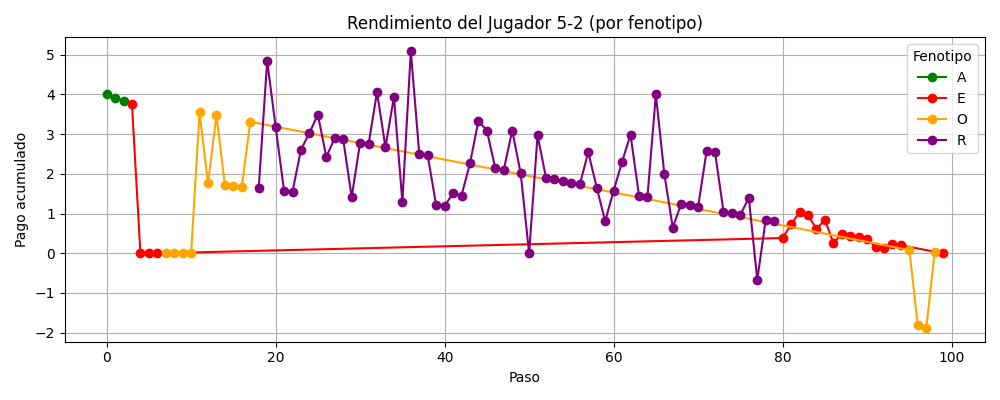 Rendimiento del Jugador 5-2 (por fenotipo)
Pago acumulado
5
4
3
2
1
0
−1
−2
0
20
40
60
80
100
Paso
Fenotipo
A
E
O
R